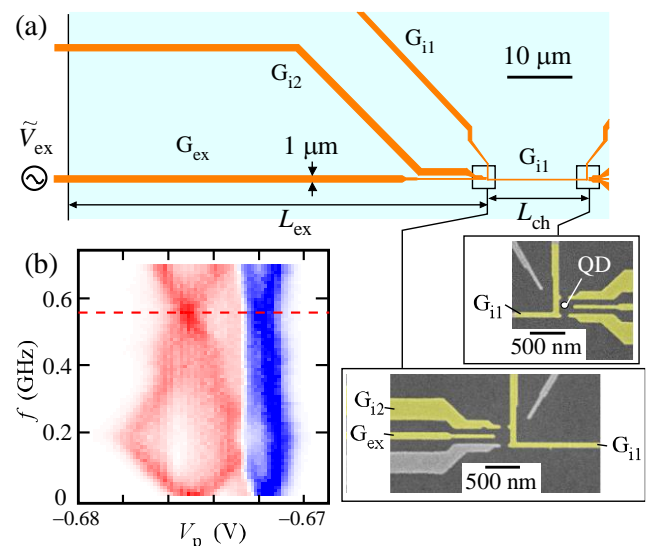 (a)
G_i1
10 μm
G_i2
Ṽ_ex
G_ex
1 μm
G_i1
L_ex
L_ch
(b)
QD
G_i1
500 nm
0.6
0.4
0.2
0
f (GHz)
G_i2
G_ex
G_i1
500 nm
−0.68
V_p (V)
−0.67